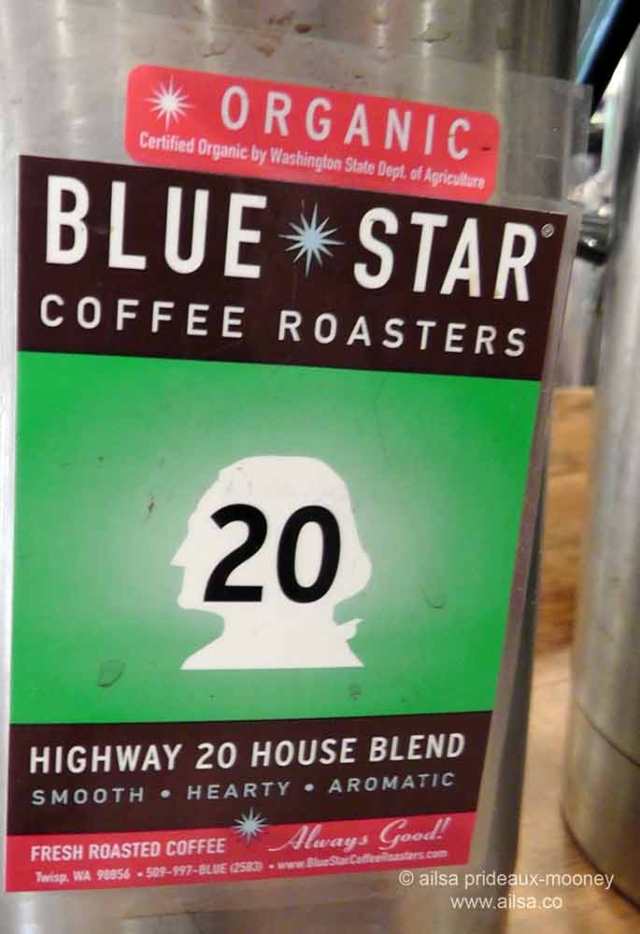 ORGANIC
Certified Organic by Washington State Dept. of Agriculture
BLUE STAR®
COFFEE ROASTERS
20
HIGHWAY 20 HOUSE BLEND
SMOOTH • HEARTY • AROMATIC
FRESH ROASTED COFFEE Always Good!
Twisp, WA 98856 • 509-997-BLUE (2583) • www.BlueStarCoffeeRoasters.com
© ailsa prideaux-mooney
www.ailsa.co